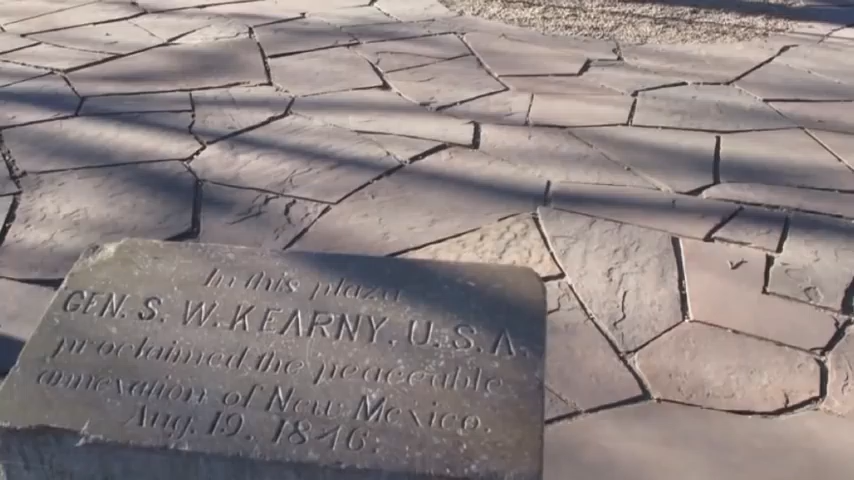 In this plaza
GEN. S. W. KEARNY, U.S.A.
proclaimed the peaceable
annexation of New Mexico.
Aug. 19. 1846.